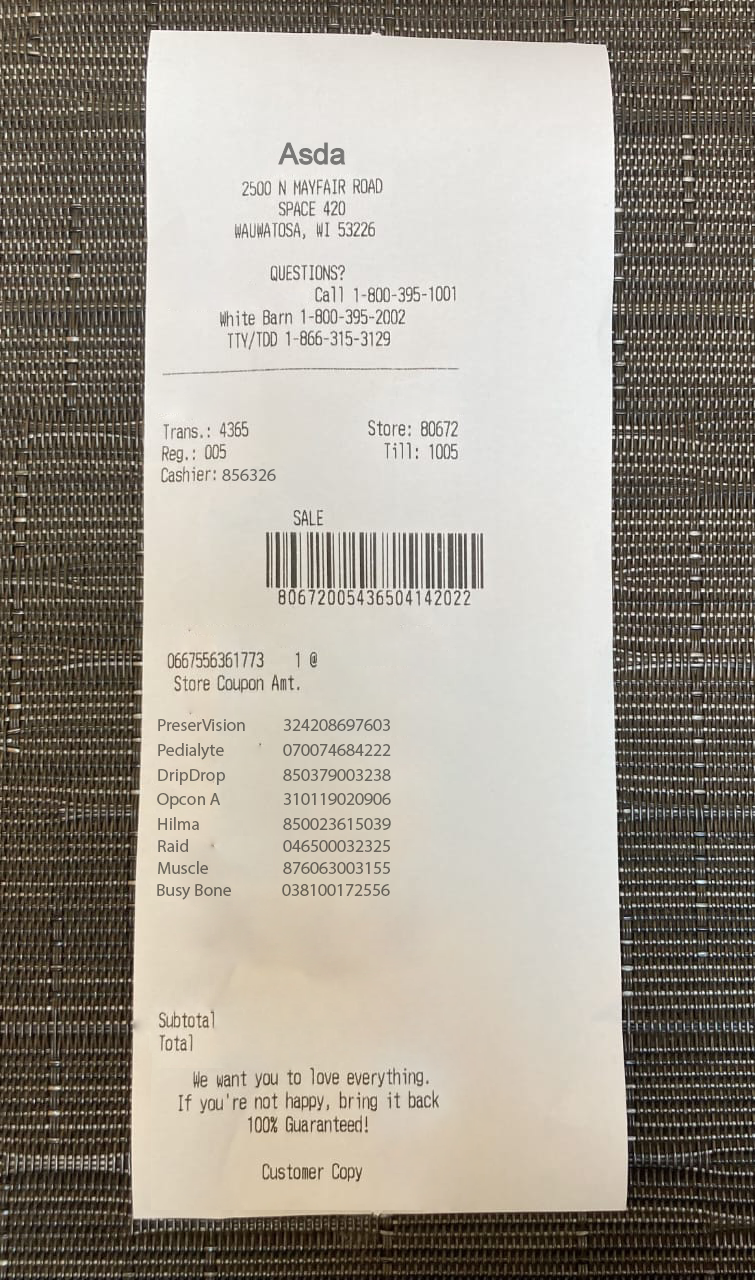 Asda
2500 N MAYFAIR ROAD
SPACE 420
WAUWATOSA, WI 53226
QUESTIONS?
Call 1-800-395-1001
White Barn 1-800-395-2002
TTY/TDD 1-866-315-3129
Trans.: 4365 Store: 80672
Reg.: 005 Till: 1005
Cashier: 856326
SALE
80672005436504142022
0667556361773 1 @
Store Coupon Amt.
PreserVision 324208697603
Pedialyte 070074684222
DripDrop 850379003238
Opcon A 310119020906
Hilma 850023615039
Raid 046500032325
Muscle 876063003155
Busy Bone 038100172556
Subtotal
Total
We want you to love everything.
If you're not happy, bring it back
100% Guaranteed!
Customer Copy